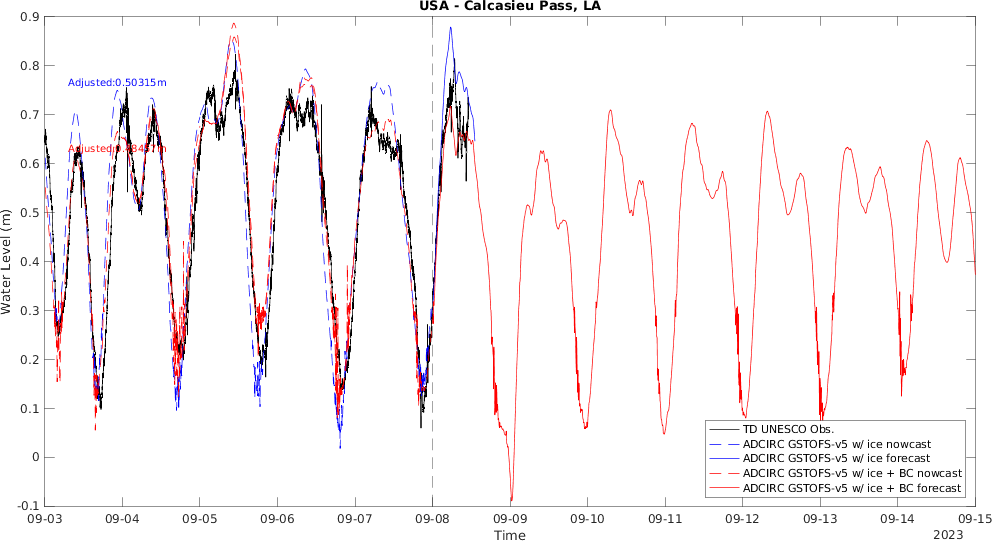 USA - Calcasieu Pass, LA
0.9
0.8
0.7
0.6
0.5
0.4
0.3
0.2
0.1
0
-0.1
Water Level (m)
Adjusted:0.50315m
TD UNESCO Obs.
ADCIRC GSTOFS-v5 w/ ice nowcast
ADCIRC GSTOFS-v5 w/ ice forecast
ADCIRC GSTOFS-v5 w/ ice + BC nowcast
ADCIRC GSTOFS-v5 w/ ice + BC forecast
09-03 09-04 09-05 09-06 09-07 09-08 09-09 09-10 09-11 09-12 09-13 09-14 09-15
Time
2023